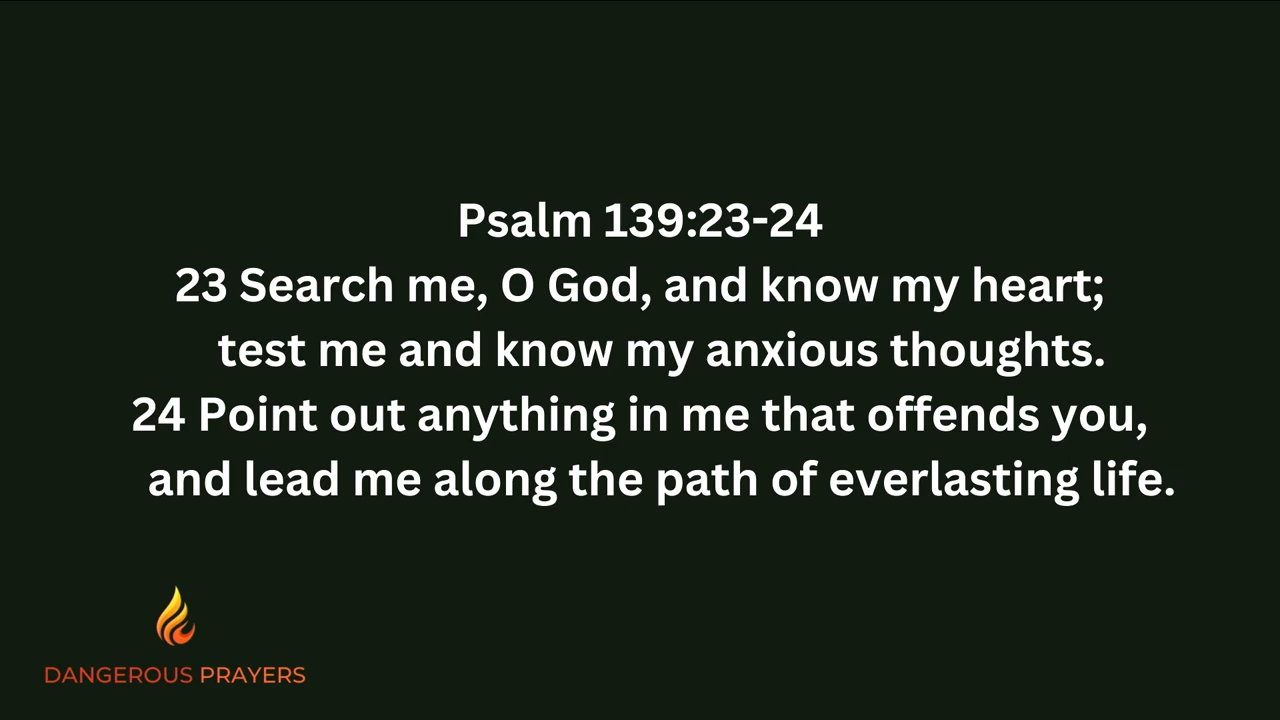 Psalm 139:23-24
23 Search me, O God, and know my heart;
test me and know my anxious thoughts.
24 Point out anything in me that offends you,
and lead me along the path of everlasting life.
DANGEROUS PRAYERS